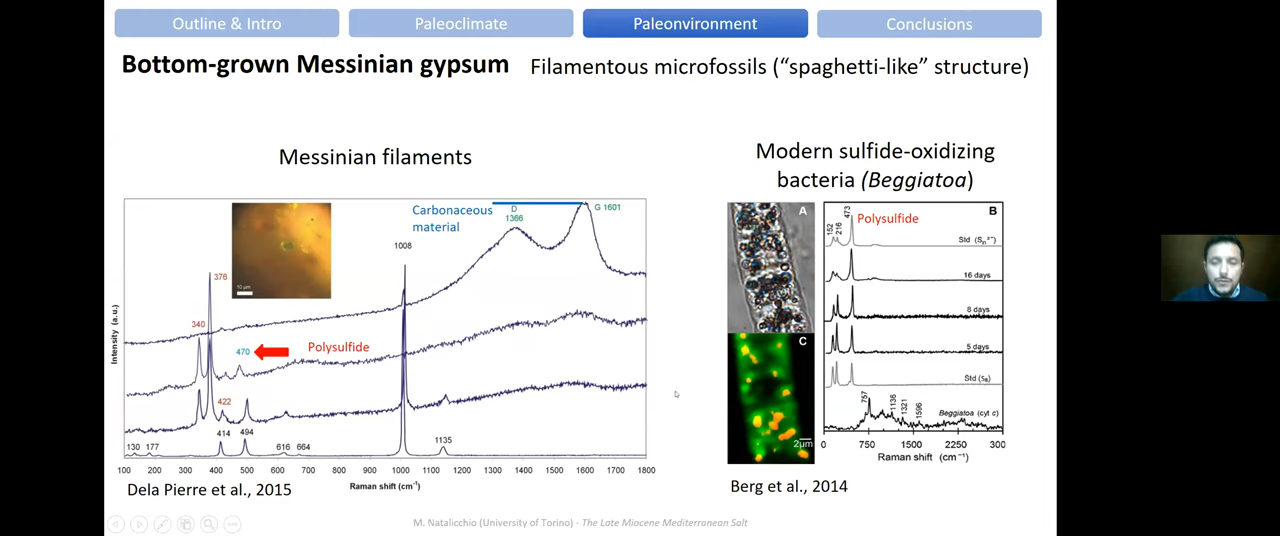 Outline & Intro
Paleoclimate
Paleonvironment
Conclusions
Bottom-grown Messinian gypsum Filamentous microfossils (“spaghetti-like” structure)
Messinian filaments
Intensity (a.u.)
10 µm
Carbonaceous
material
D
1366
G 1601
1008
376
340
470
Polysulfide
422
414
494
130
177
616
664
1135
100 200 300 400 500 600 700 800 900 1000 1100 1200 1300 1400 1500 1600 1700 1800
Raman shift (cm⁻¹)
Dela Pierre et al., 2015
Modern sulfide-oxidizing
bacteria (Beggiatoa)
A
C
2µm
B
152
216
473
Polysulfide
Std (Sₙ²⁻)
16 days
8 days
5 days
Std (S₈)
757
1136
1321
1596
Beggiatoa (cyt c)
0 750 1500 2250 300
Raman shift (cm⁻¹)
Berg et al., 2014
M. Natalicchio (University of Torino) - The Late Miocene Mediterranean Salt